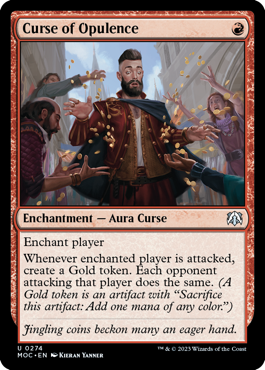 Curse of Opulence
Enchantment — Aura Curse
Enchant player
Whenever enchanted player is attacked,
create a Gold token. Each opponent
attacking that player does the same. (A
Gold token is an artifact with “Sacrifice
this artifact: Add one mana of any color.”)
Jingling coins beckon many an eager hand.
U 0274
MOC • EN KIERAN YANNER
™ & © 2023 Wizards of the Coast